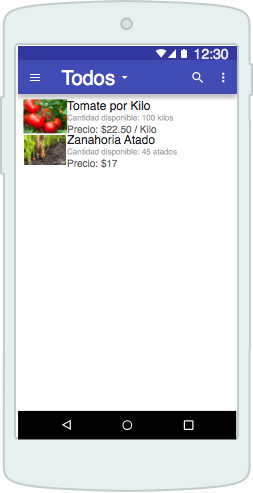 12:30
Todos
Tomate por Kilo
Cantidad disponible: 100 kilos
Precio: $22.50 / Kilo
Zanahoria Atado
Cantidad disponible: 45 atados
Precio: $17